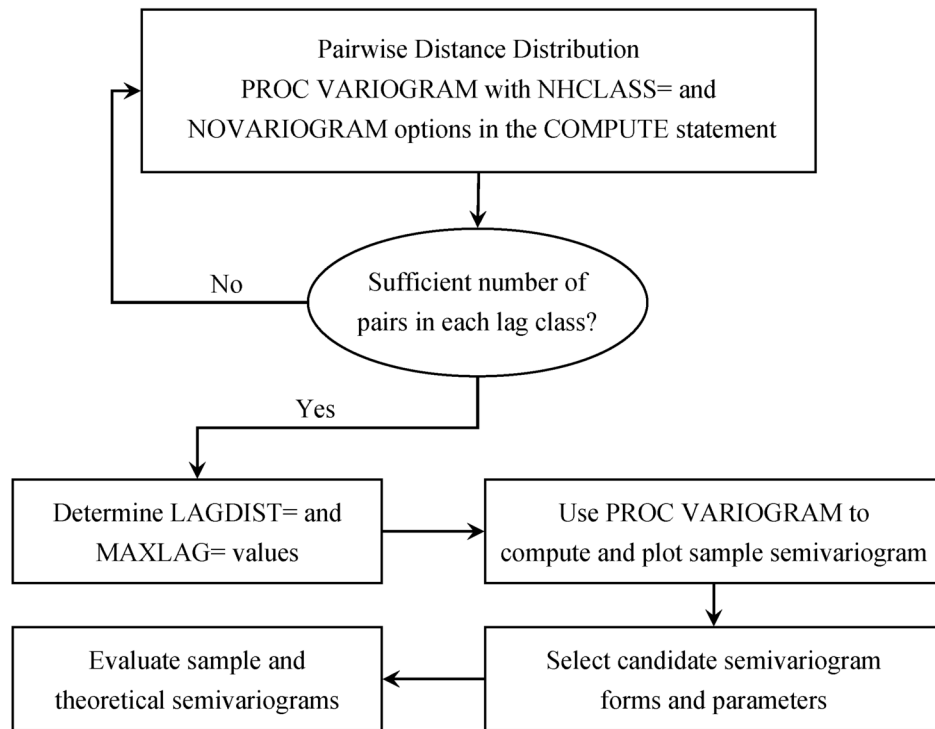 Pairwise Distance Distribution
PROC VARIOGRAM with NHCLASS= and
NOVARIOGRAM options in the COMPUTE statement
No
Sufficient number of
pairs in each lag class?
Yes
Determine LAGDIST= and
MAXLAG= values
Use PROC VARIOGRAM to
compute and plot sample semivariogram
Select candidate semivariogram
forms and parameters
Evaluate sample and
theoretical semivariograms